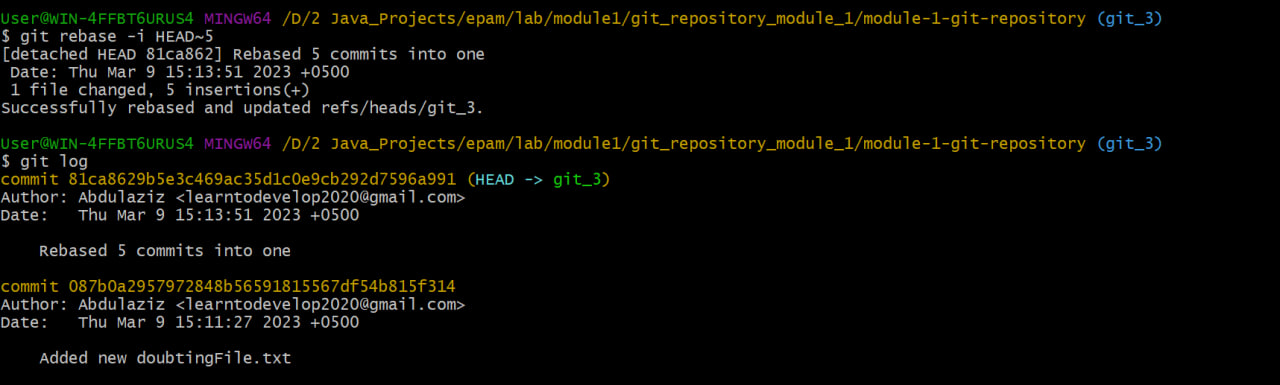 User@WIN-4FFBT6URUS4 MINGW64 /D/2 Java_Projects/epam/lab/module1/git_repository_module_1/module-1-git-repository (git_3)
$ git rebase -i HEAD~5
[detached HEAD 81ca862] Rebased 5 commits into one
 Date: Thu Mar 9 15:13:51 2023 +0500
 1 file changed, 5 insertions(+)
Successfully rebased and updated refs/heads/git_3.
User@WIN-4FFBT6URUS4 MINGW64 /D/2 Java_Projects/epam/lab/module1/git_repository_module_1/module-1-git-repository (git_3)
$ git log
commit 81ca8629b5e3c469ac35d1c0e9cb292d7596a991 (HEAD -> git_3)
Author: Abdulaziz <learntodevelop2020@gmail.com>
Date:   Thu Mar 9 15:13:51 2023 +0500
    Rebased 5 commits into one
commit 087b0a2957972848b56591815567df54b815f314
Author: Abdulaziz <learntodevelop2020@gmail.com>
Date:   Thu Mar 9 15:11:27 2023 +0500
    Added new doubtingFile.txt